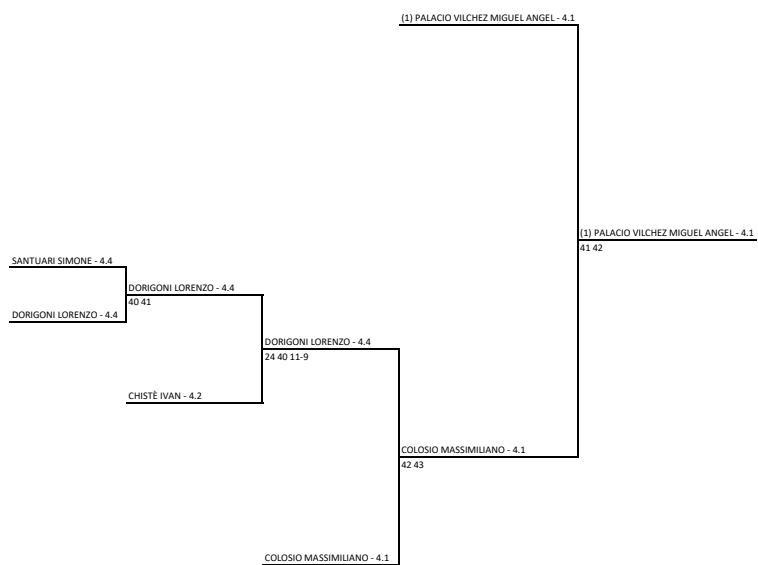 (1) PALACIO VILCHEZ MIGUEL ANGEL - 4.1
(1) PALACIO VILCHEZ MIGUEL ANGEL - 4.1
41 42
SANTUARI SIMONE - 4.4
DORIGONI LORENZO - 4.4
40 41
DORIGONI LORENZO - 4.4
DORIGONI LORENZO - 4.4
24 40 11-9
CHISTÈ IVAN - 4.2
COLOSIO MASSIMILIANO - 4.1
42 43
COLOSIO MASSIMILIANO - 4.1